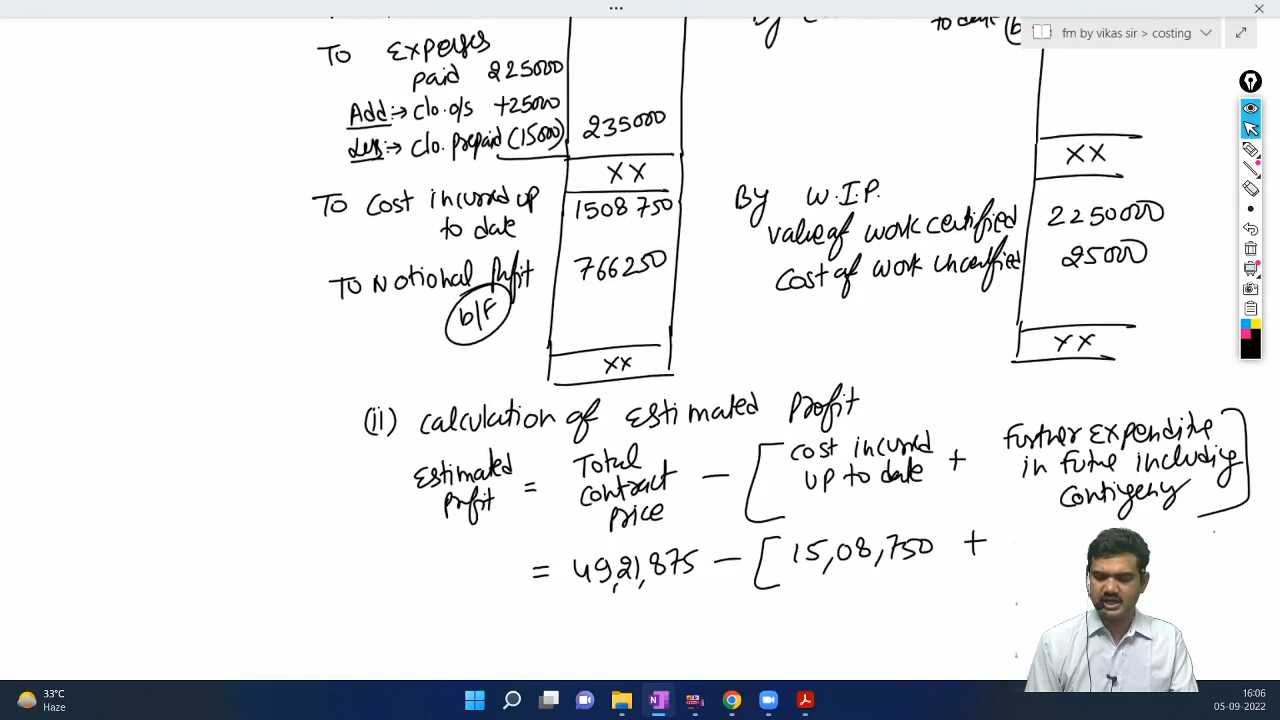 fm by vikas sir > costing
to date
By
To Expenses
paid 225000
Add:→ Clo. o/s +25000
Less:→ Clo. prepaid (15000) 235000
XX
XX
To Cost incurred up
to date 1508750
By W.I.P.
value of work certified 2250000
cost of work uncertified 25000
To Notional Profit 766250
b/F
XX
XX
(ii) calculation of Estimated Profit
Estimated Profit = Total contract price - [cost incurred up to date + further Expenditure in future including contigency]
= 49,21,875 - [15,08,750 +
33°C
Haze
16:06
05-09-2022